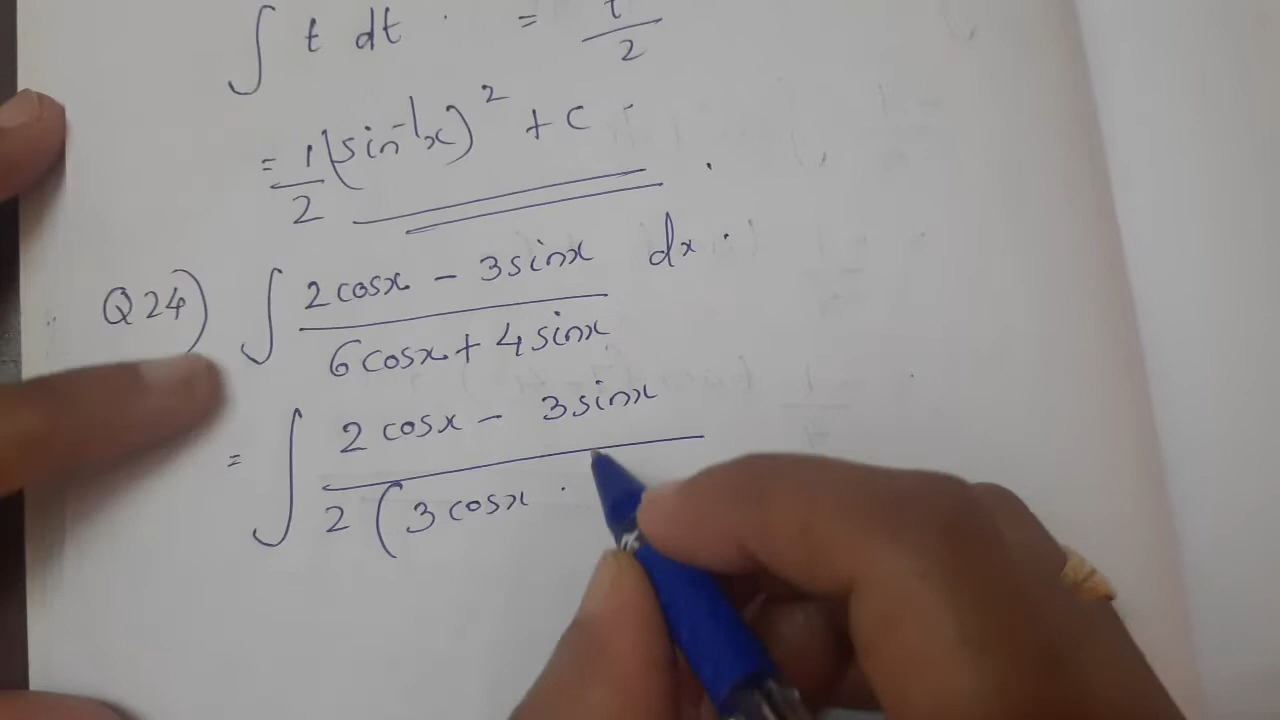 ∫ t dt = t/2
= 1/2 (sin⁻¹x)² + c
Q24) ∫ 2cosx - 3sinx / 6cosx + 4sinx dx
= ∫ 2cosx - 3sinx / 2(3cosx